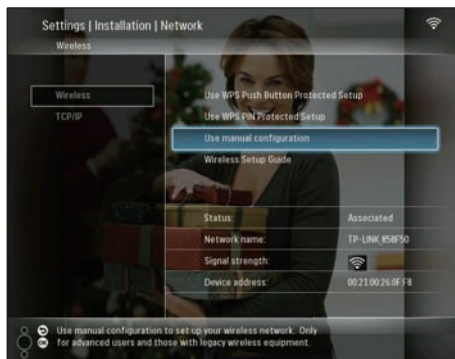 Settings | Installation | Network
Wireless
Wireless
TCP/IP
Use WPS Push Button Protected Setup
Use WPS PIN Protected Setup
Use manual configuration
Wireless Setup Guide
Status: Associated
Network name: TP-LINK_858F50
Signal strength:
Device address: 00:21:00:26:0F:F8
Use manual configuration to set up your wireless network. Only
for advanced users and those with legacy wireless equipment.
OK